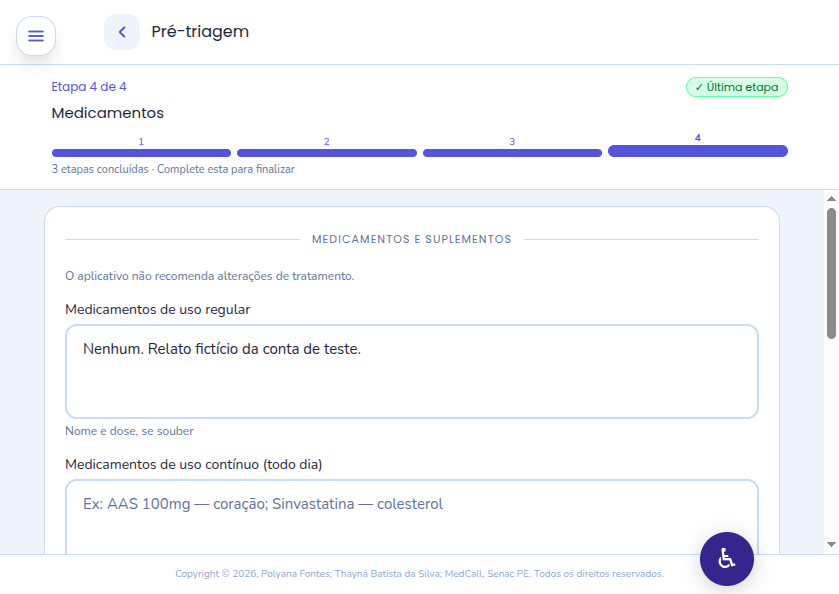 Pré-triagem
Etapa 4 de 4
✓ Última etapa
Medicamentos
1 2 3 4
3 etapas concluídas · Complete esta para finalizar
MEDICAMENTOS E SUPLEMENTOS
O aplicativo não recomenda alterações de tratamento.
Medicamentos de uso regular
Nenhum. Relato fictício da conta de teste.
Nome e dose, se souber
Medicamentos de uso contínuo (todo dia)
Ex: AAS 100mg — coração; Sinvastatina — colesterol
Copyright © 2026, Polyana Fontes; Thayná Batista da Silva; MedCall, Senac PE. Todos os direitos reservados.